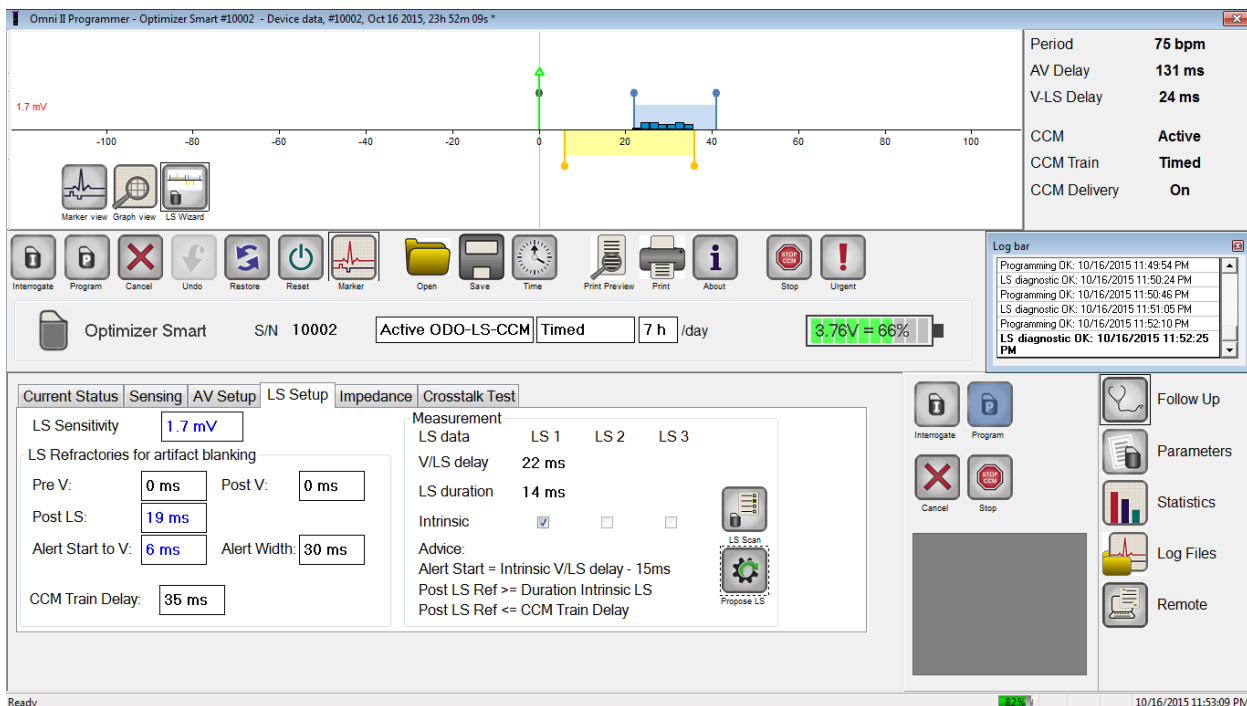 Omni II Programmer - Optimizer Smart #10002 - Device data, #10002, Oct 16 2015, 23h 52m 09s *
1.7 mV
-100 -80 -60 -40 -20 0 20 40 60 80 100
Marker view Graph view LS Wizard
Period 75 bpm
AV Delay 131 ms
V-LS Delay 24 ms
CCM Active
CCM Train Timed
CCM Delivery On
Interrogate Program Cancel Undo Restore Reset Marker Open Save Time Print Preview Print About Stop Urgent
STOP CCM
Log bar
Programming OK: 10/16/2015 11:49:54 PM
LS diagnostic OK: 10/16/2015 11:50:24 PM
Programming OK: 10/16/2015 11:50:46 PM
LS diagnostic OK: 10/16/2015 11:51:05 PM
Programming OK: 10/16/2015 11:52:10 PM
LS diagnostic OK: 10/16/2015 11:52:25
PM
Optimizer Smart S/N 10002 Active ODO-LS-CCM Timed 7 h /day 3.76V = 66%
Current Status Sensing AV Setup LS Setup Impedance Crosstalk Test
LS Sensitivity 1.7 mV
LS Refractories for artifact blanking
Pre V: 0 ms Post V: 0 ms
Post LS: 19 ms
Alert Start to V: 6 ms Alert Width: 30 ms
CCM Train Delay: 35 ms
Measurement
LS data LS 1 LS 2 LS 3
V/LS delay 22 ms
LS duration 14 ms
Intrinsic
Advice:
Alert Start = Intrinsic V/LS delay - 15ms
Post LS Ref >= Duration Intrinsic LS
Post LS Ref <= CCM Train Delay
LS Scan
Propose LS
Interrogate Program
STOP CCM
Cancel Stop
Follow Up
Parameters
Statistics
Log Files
Remote
Ready 82% 10/16/2015 11:53:09 PM